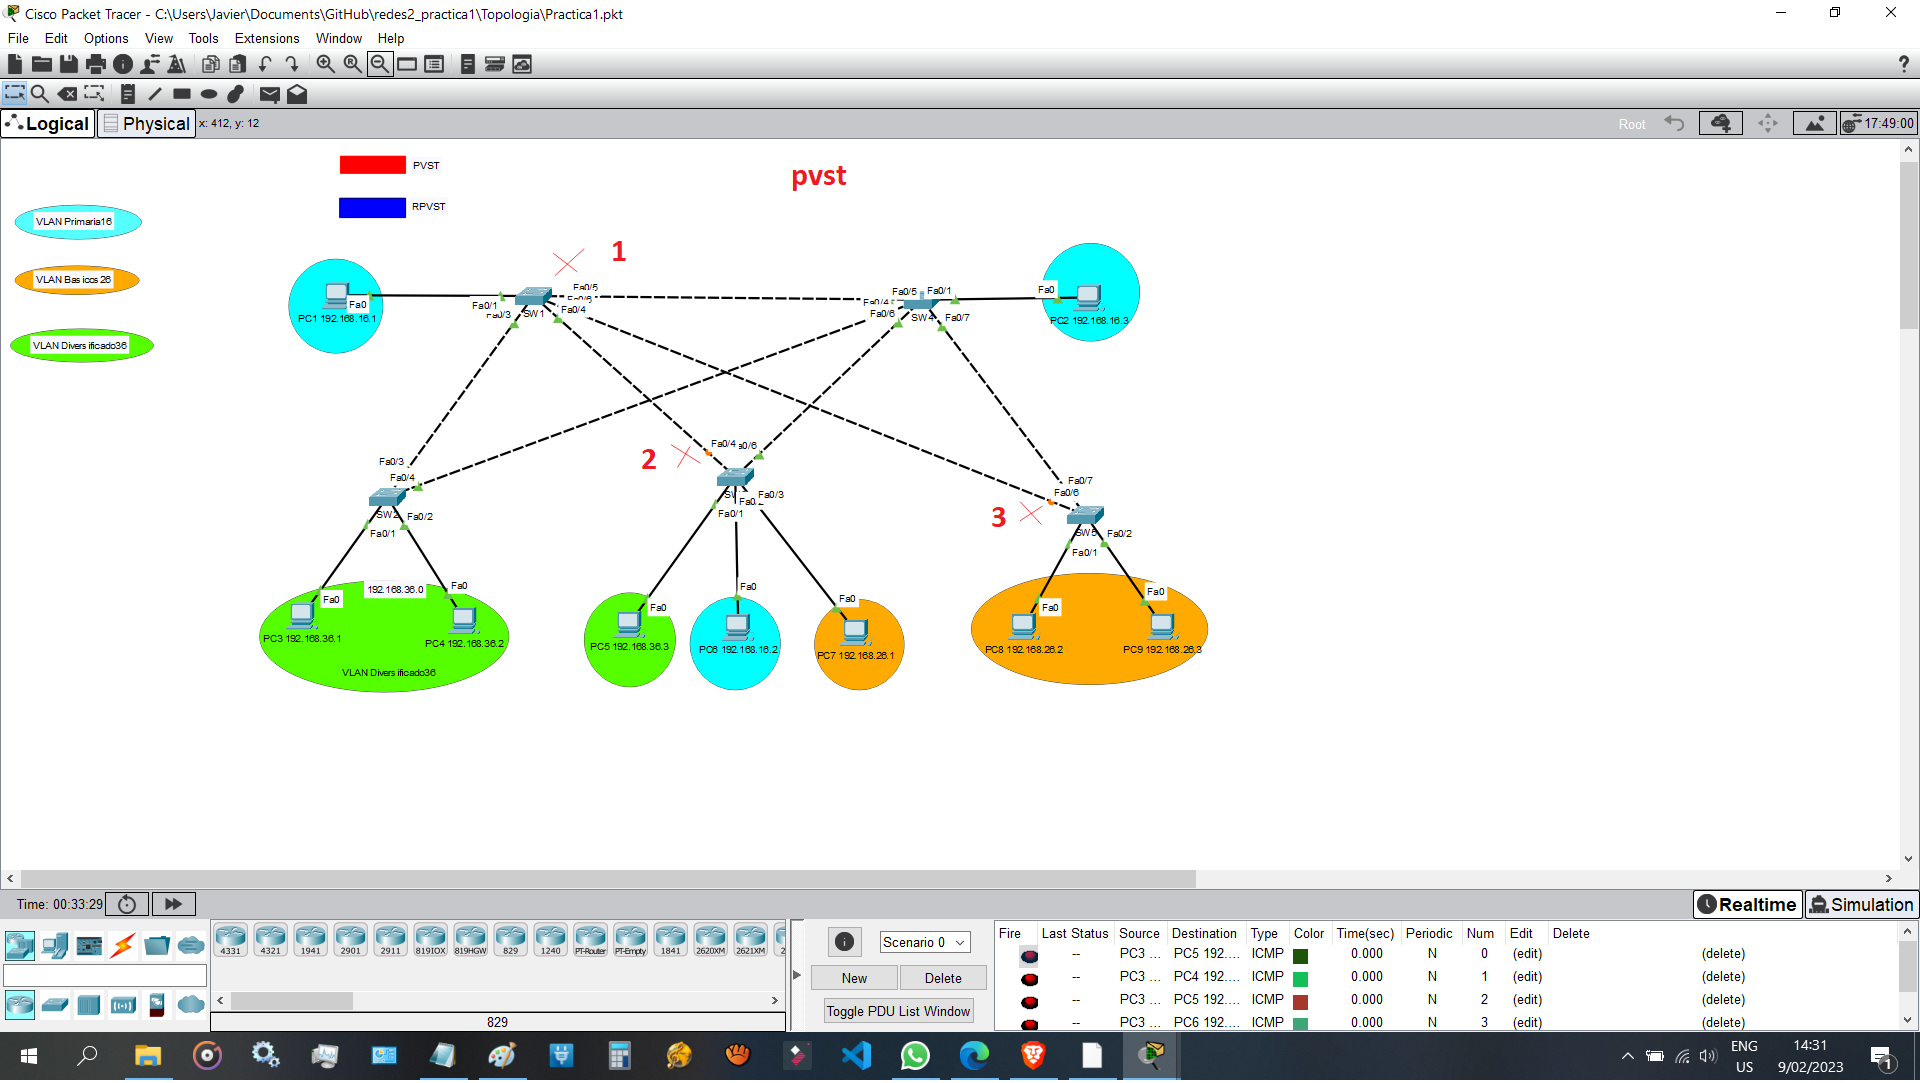 Cisco Packet Tracer - C:\Users\Javier\Documents\GitHub\redes2_practica1\Topologia\Practica1.pkt
File Edit Options View Tools Extensions Window Help
Logical Physical x: 412, y: 12 Root 17:49:00
PVST
RPVST
pvst
VLAN Primaria16
VLAN Basicos 26
VLAN Diversificado36
1
Fa0/5
Fa0/4
Fa0/1
SW1
Fa0
PC1 192.168.16.1
Fa0/5 Fa0/1
Fa0/6 SW4 Fa0/7
Fa0
PC2 192.168.16.3
2
Fa0/4
Fa0/3
Fa0/1
Fa0/3
Fa0/4
SW2 Fa0/2
Fa0/1
3
Fa0/7
Fa0/6
SW5 Fa0/2
Fa0/1
192.168.36.0
Fa0 Fa0
PC3 192.168.36.1
PC4 192.168.36.2
VLAN Diversificado36
Fa0 Fa0 Fa0
PC5 192.168.36.3
PC6 192.168.16.2
PC7 192.168.26.1
Fa0 Fa0
PC8 192.168.26.2
PC9 192.168.26.3
Time: 00:33:29 Realtime Simulation
4331 4321 1941 2901 2911 819IOX 819HGW 829 1240 PT-Router PT-Empty 1841 2620XM 2621XM
829
Scenario 0
New Delete
Toggle PDU List Window
Fire Last Status Source Destination Type Color Time(sec) Periodic Num Edit Delete
-- PC3 ... PC5 192.... ICMP 0.000 N 0 (edit) (delete)
-- PC3 ... PC4 192.... ICMP 0.000 N 1 (edit) (delete)
-- PC3 ... PC5 192.... ICMP 0.000 N 2 (edit) (delete)
-- PC3 ... PC6 192.... ICMP 0.000 N 3 (edit) (delete)
ENG
US
14:31
9/02/2023
1